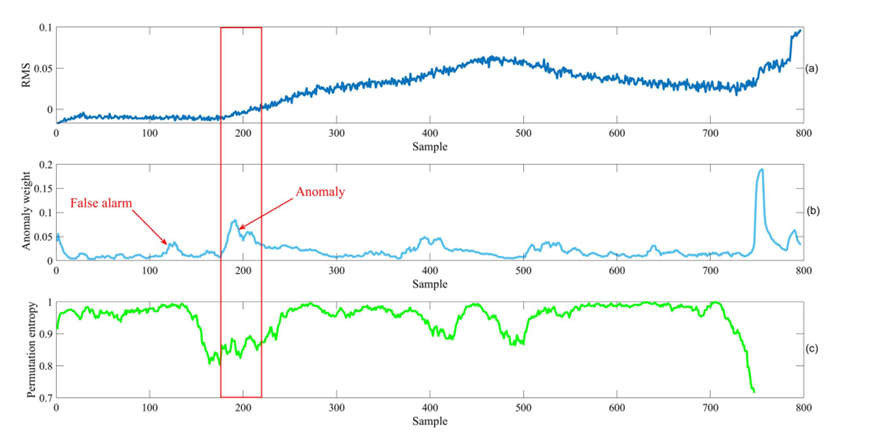 0.1
0.05
0
RMS
0 100 200 300 400 500 600 700 800
Sample
(a)
0.2
0.15
0.1
0.05
0
Anomaly weight
False alarm
Anomaly
0 100 200 300 400 500 600 700 800
Sample
(b)
1
0.9
0.8
0.7
Permutation entropy
0 100 200 300 400 500 600 700 800
Sample
(c)